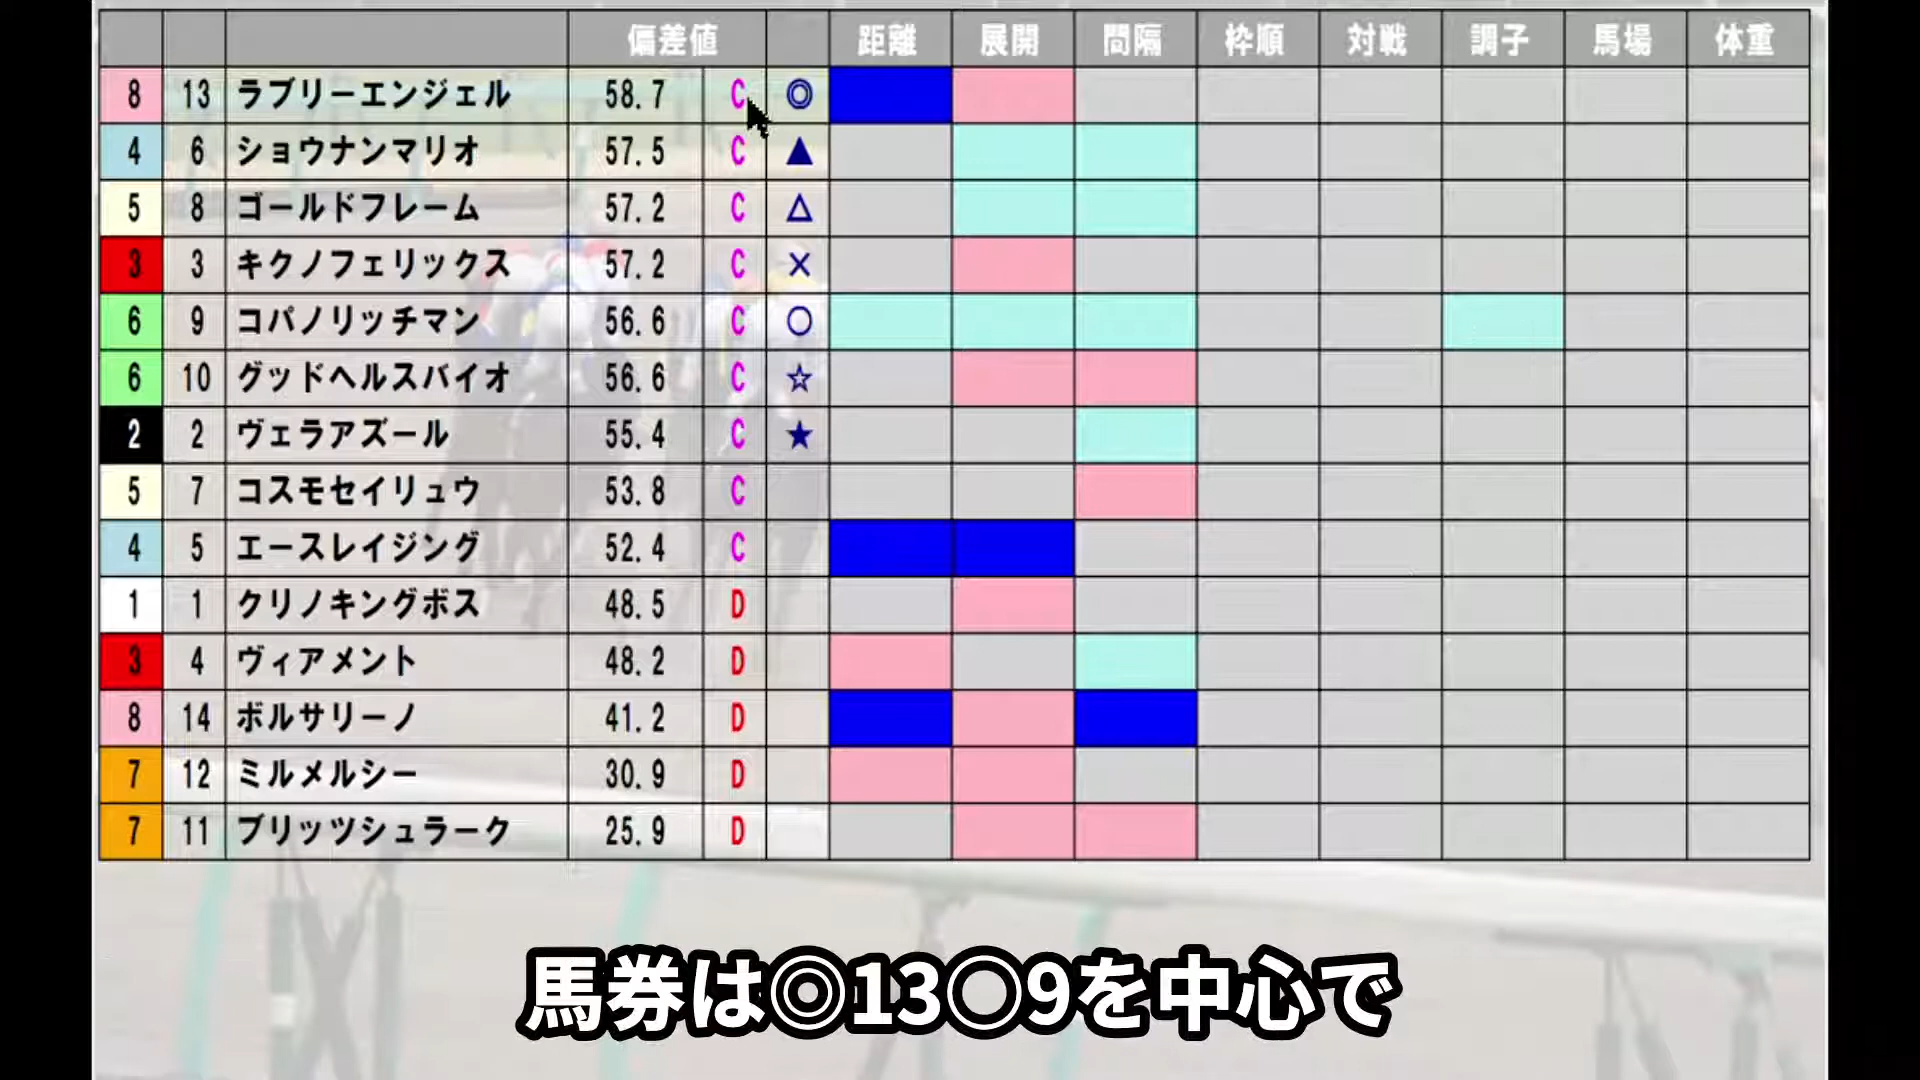 偏差値 距離 展開 間隔 枠順 対戦 調子 馬場 体重
8 13 ラブリーエンジェル 58.7 C ◎
4 6 ショウナンマリオ 57.5 C ▲
5 8 ゴールドフレーム 57.2 C △
3 3 キクノフェリックス 57.2 C ×
6 9 コパノリッチマン 56.6 C ○
6 10 グッドヘルスバイオ 56.6 C ☆
2 2 ヴェラアズール 55.4 C ★
5 7 コスモセイリュウ 53.8 C
4 5 エースレイジング 52.4 C
1 1 クリノキングボス 48.5 D
3 4 ヴィアメント 48.2 D
8 14 ボルサリーノ 41.2 D
7 12 ミルメルシー 30.9 D
7 11 ブリッツシュラーク 25.9 D
馬券は◎13○9を中心で